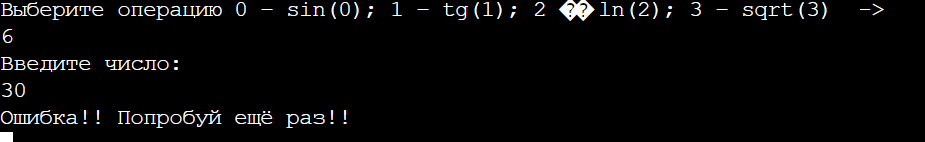 Выберите операцию 0 – sin(0); 1 – tg(1); 2 �� ln(2); 3 – sqrt(3)  ->
6
Введите число:
30
Ошибка!! Попробуй ещё раз!!